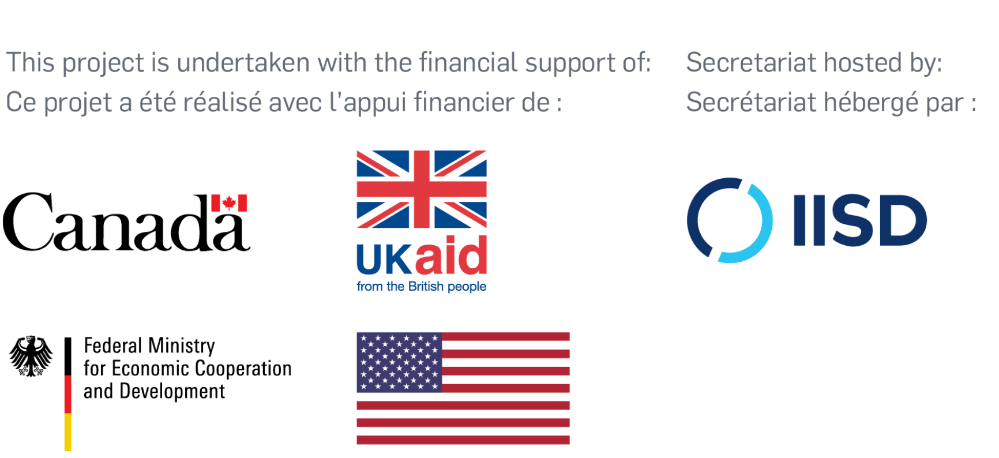 This project is undertaken with the financial support of:
Ce projet a été réalisé avec l’appui financier de :
Secretariat hosted by:
Secrétariat hébergé par :
Canada
UKaid
from the British people
IISD
Federal Ministry
for Economic Cooperation
and Development